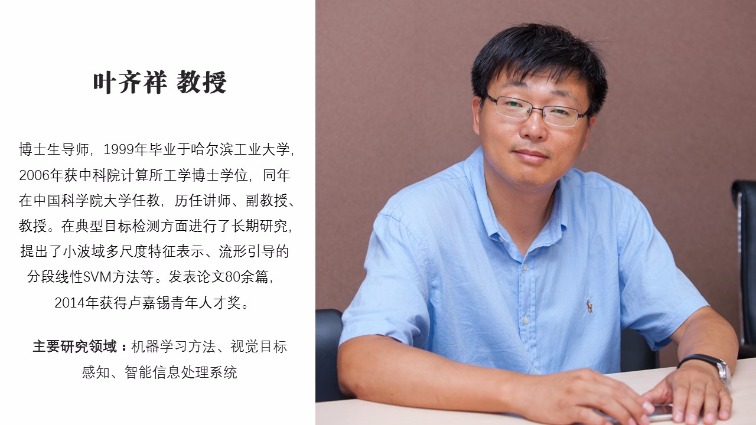 叶齐祥 教授
博士生导师，1999年毕业于哈尔滨工业大学，
2006年获中科院计算所工学博士学位，同年
在中国科学院大学任教，历任讲师、副教授、
教授。在典型目标检测方面进行了长期研究，
提出了小波域多尺度特征表示、流形引导的
分段线性SVM方法等。发表论文80余篇，
2014年获得卢嘉锡青年人才奖。
主要研究领域：机器学习方法、视觉目标
感知、智能信息处理系统